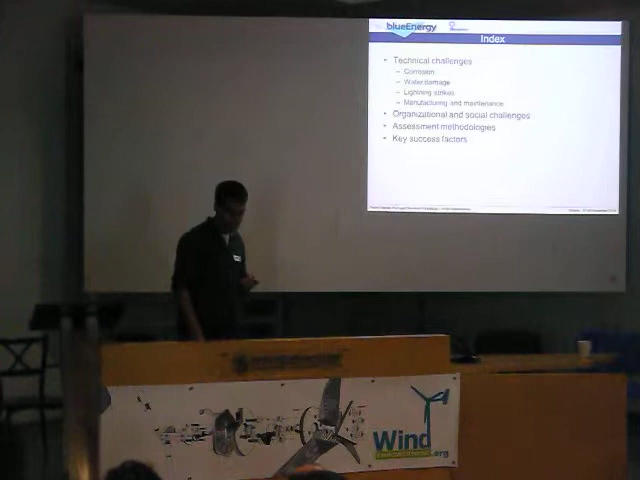 blueEnergy
Index
• Technical challenges
– Corrosion
– Water damage
– Lightning strikes
– Manufacturing and maintenance
• Organizational and social challenges
• Assessment methodologies
• Key success factors
Wind
.org